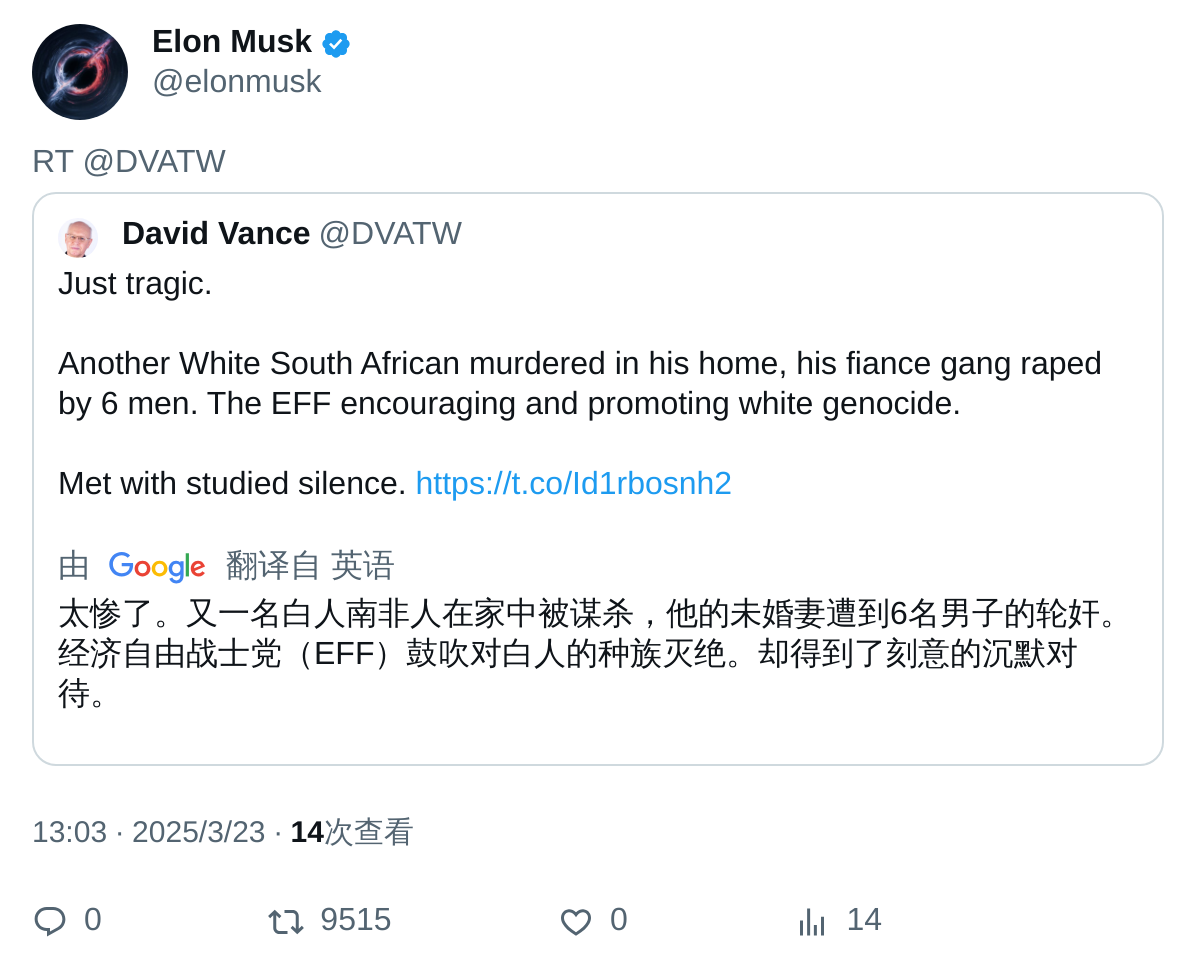 Elon Musk
@elonmusk
RT @DVATW
David Vance @DVATW
Just tragic.
Another White South African murdered in his home, his fiance gang raped
by 6 men. The EFF encouraging and promoting white genocide.
Met with studied silence. https://t.co/Id1rbosnh2
由 Google 翻译自 英语
太惨了。又一名白人南非人在家中被谋杀，他的未婚妻遭到6名男子的轮奸。
经济自由战士党（EFF）鼓吹对白人的种族灭绝。却得到了刻意的沉默对
待。
13:03 · 2025/3/23 · 14次查看
0 9515 0 14